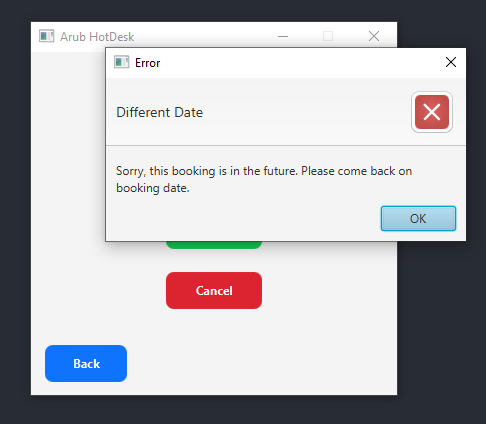 Arub HotDesk
Error
Different Date
Sorry, this booking is in the future. Please come back on
booking date.
OK
Cancel
Back